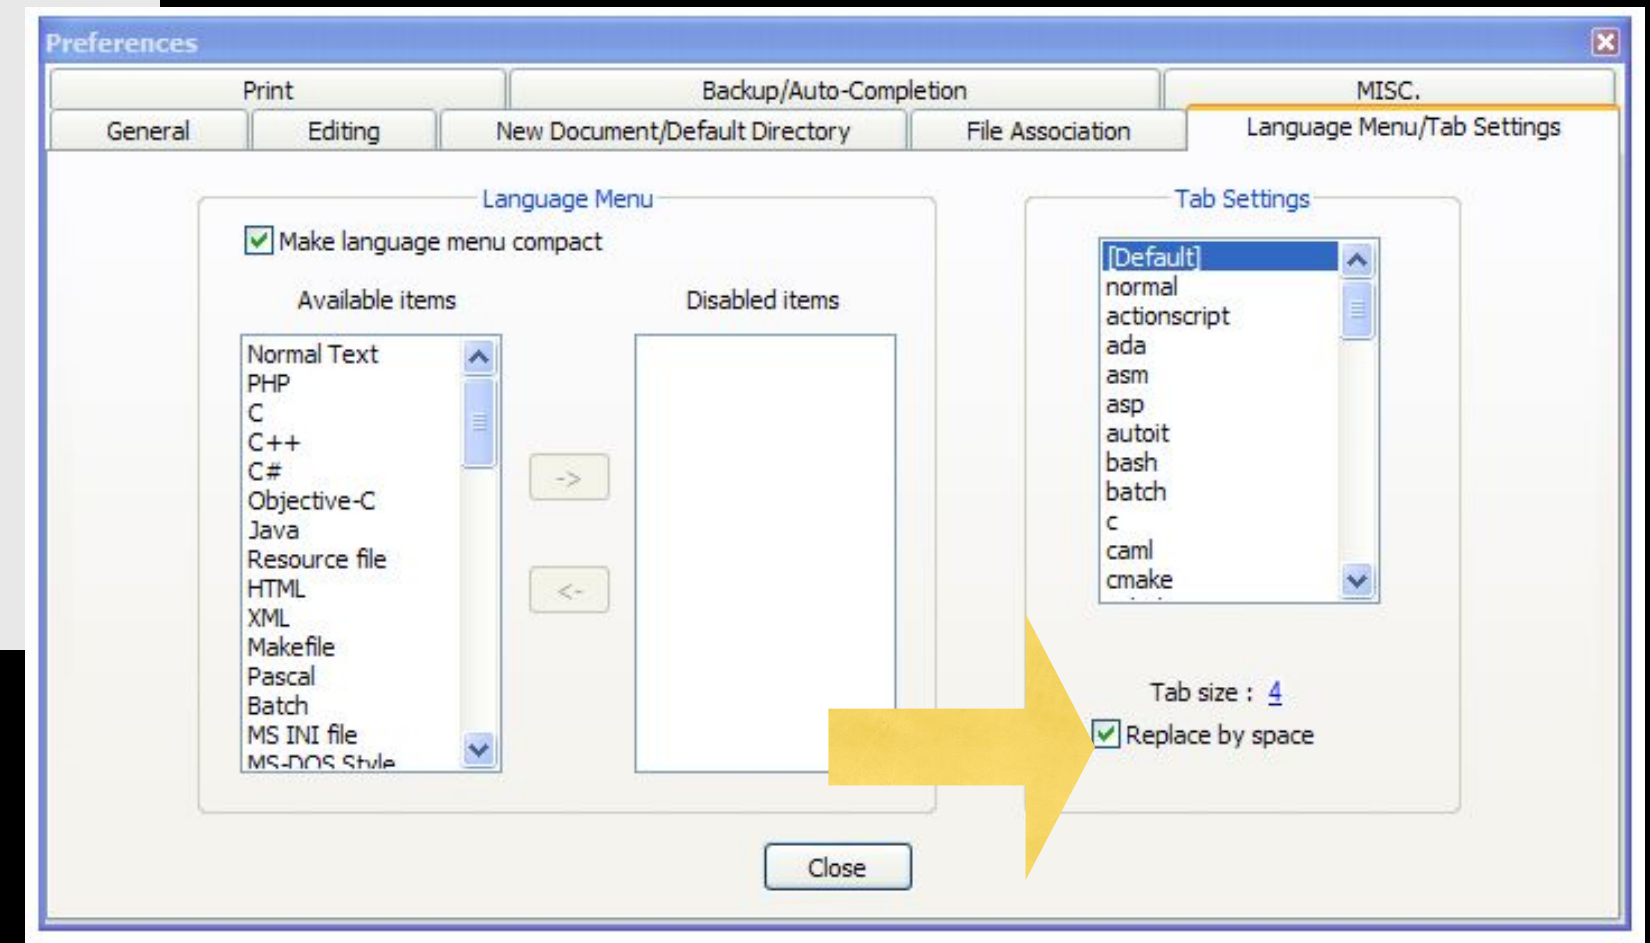 Preferences
Print
Backup/Auto-Completion
MISC.
General
Editing
New Document/Default Directory
File Association
Language Menu/Tab Settings
Language Menu
Make language menu compact
Available items
Disabled items
Normal Text
PHP
C
C++
C#
Objective-C
Java
Resource file
HTML
XML
Makefile
Pascal
Batch
MS INI file
MS-DOS Style
->
<-
Tab Settings
[Default]
normal
actionscript
ada
asm
asp
autoit
bash
batch
c
caml
cmake
Tab size : 4
Replace by space
Close